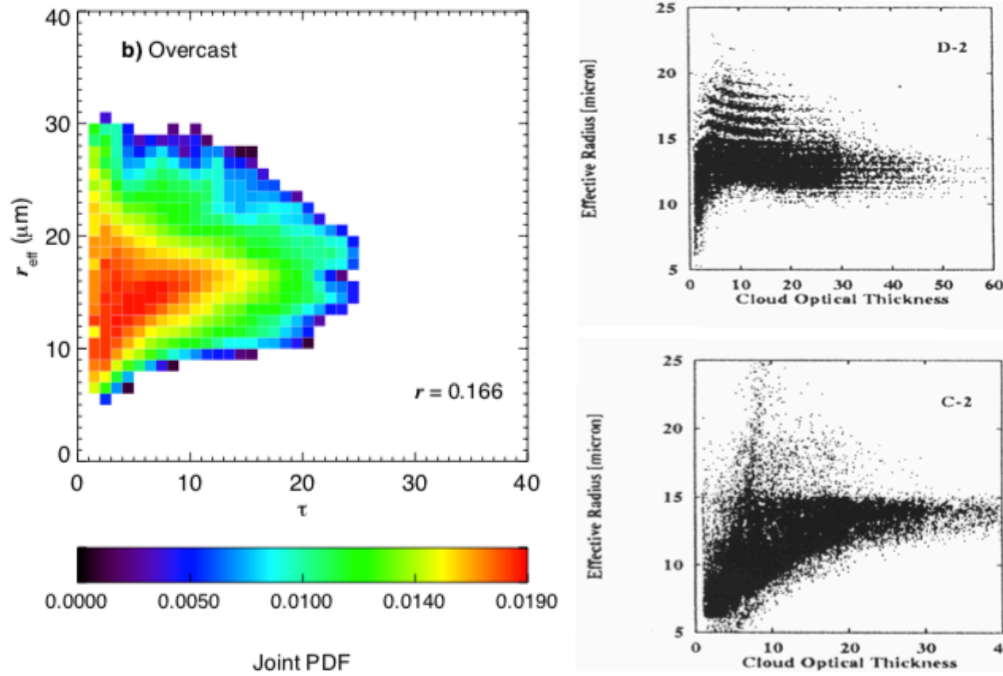 40
b) Overcast
30
r_eff (μm)
20
10
r = 0.166
0
0 10 20 30 40
τ
0.0000 0.0050 0.0100 0.0140 0.0190
Joint PDF
25
D-2
20
Effective Radius [micron]
15
10
5
0 10 20 30 40 50 60
Cloud Optical Thickness
25
C-2
20
Effective Radius [micron]
15
10
5
0 10 20 30 40
Cloud Optical Thickness